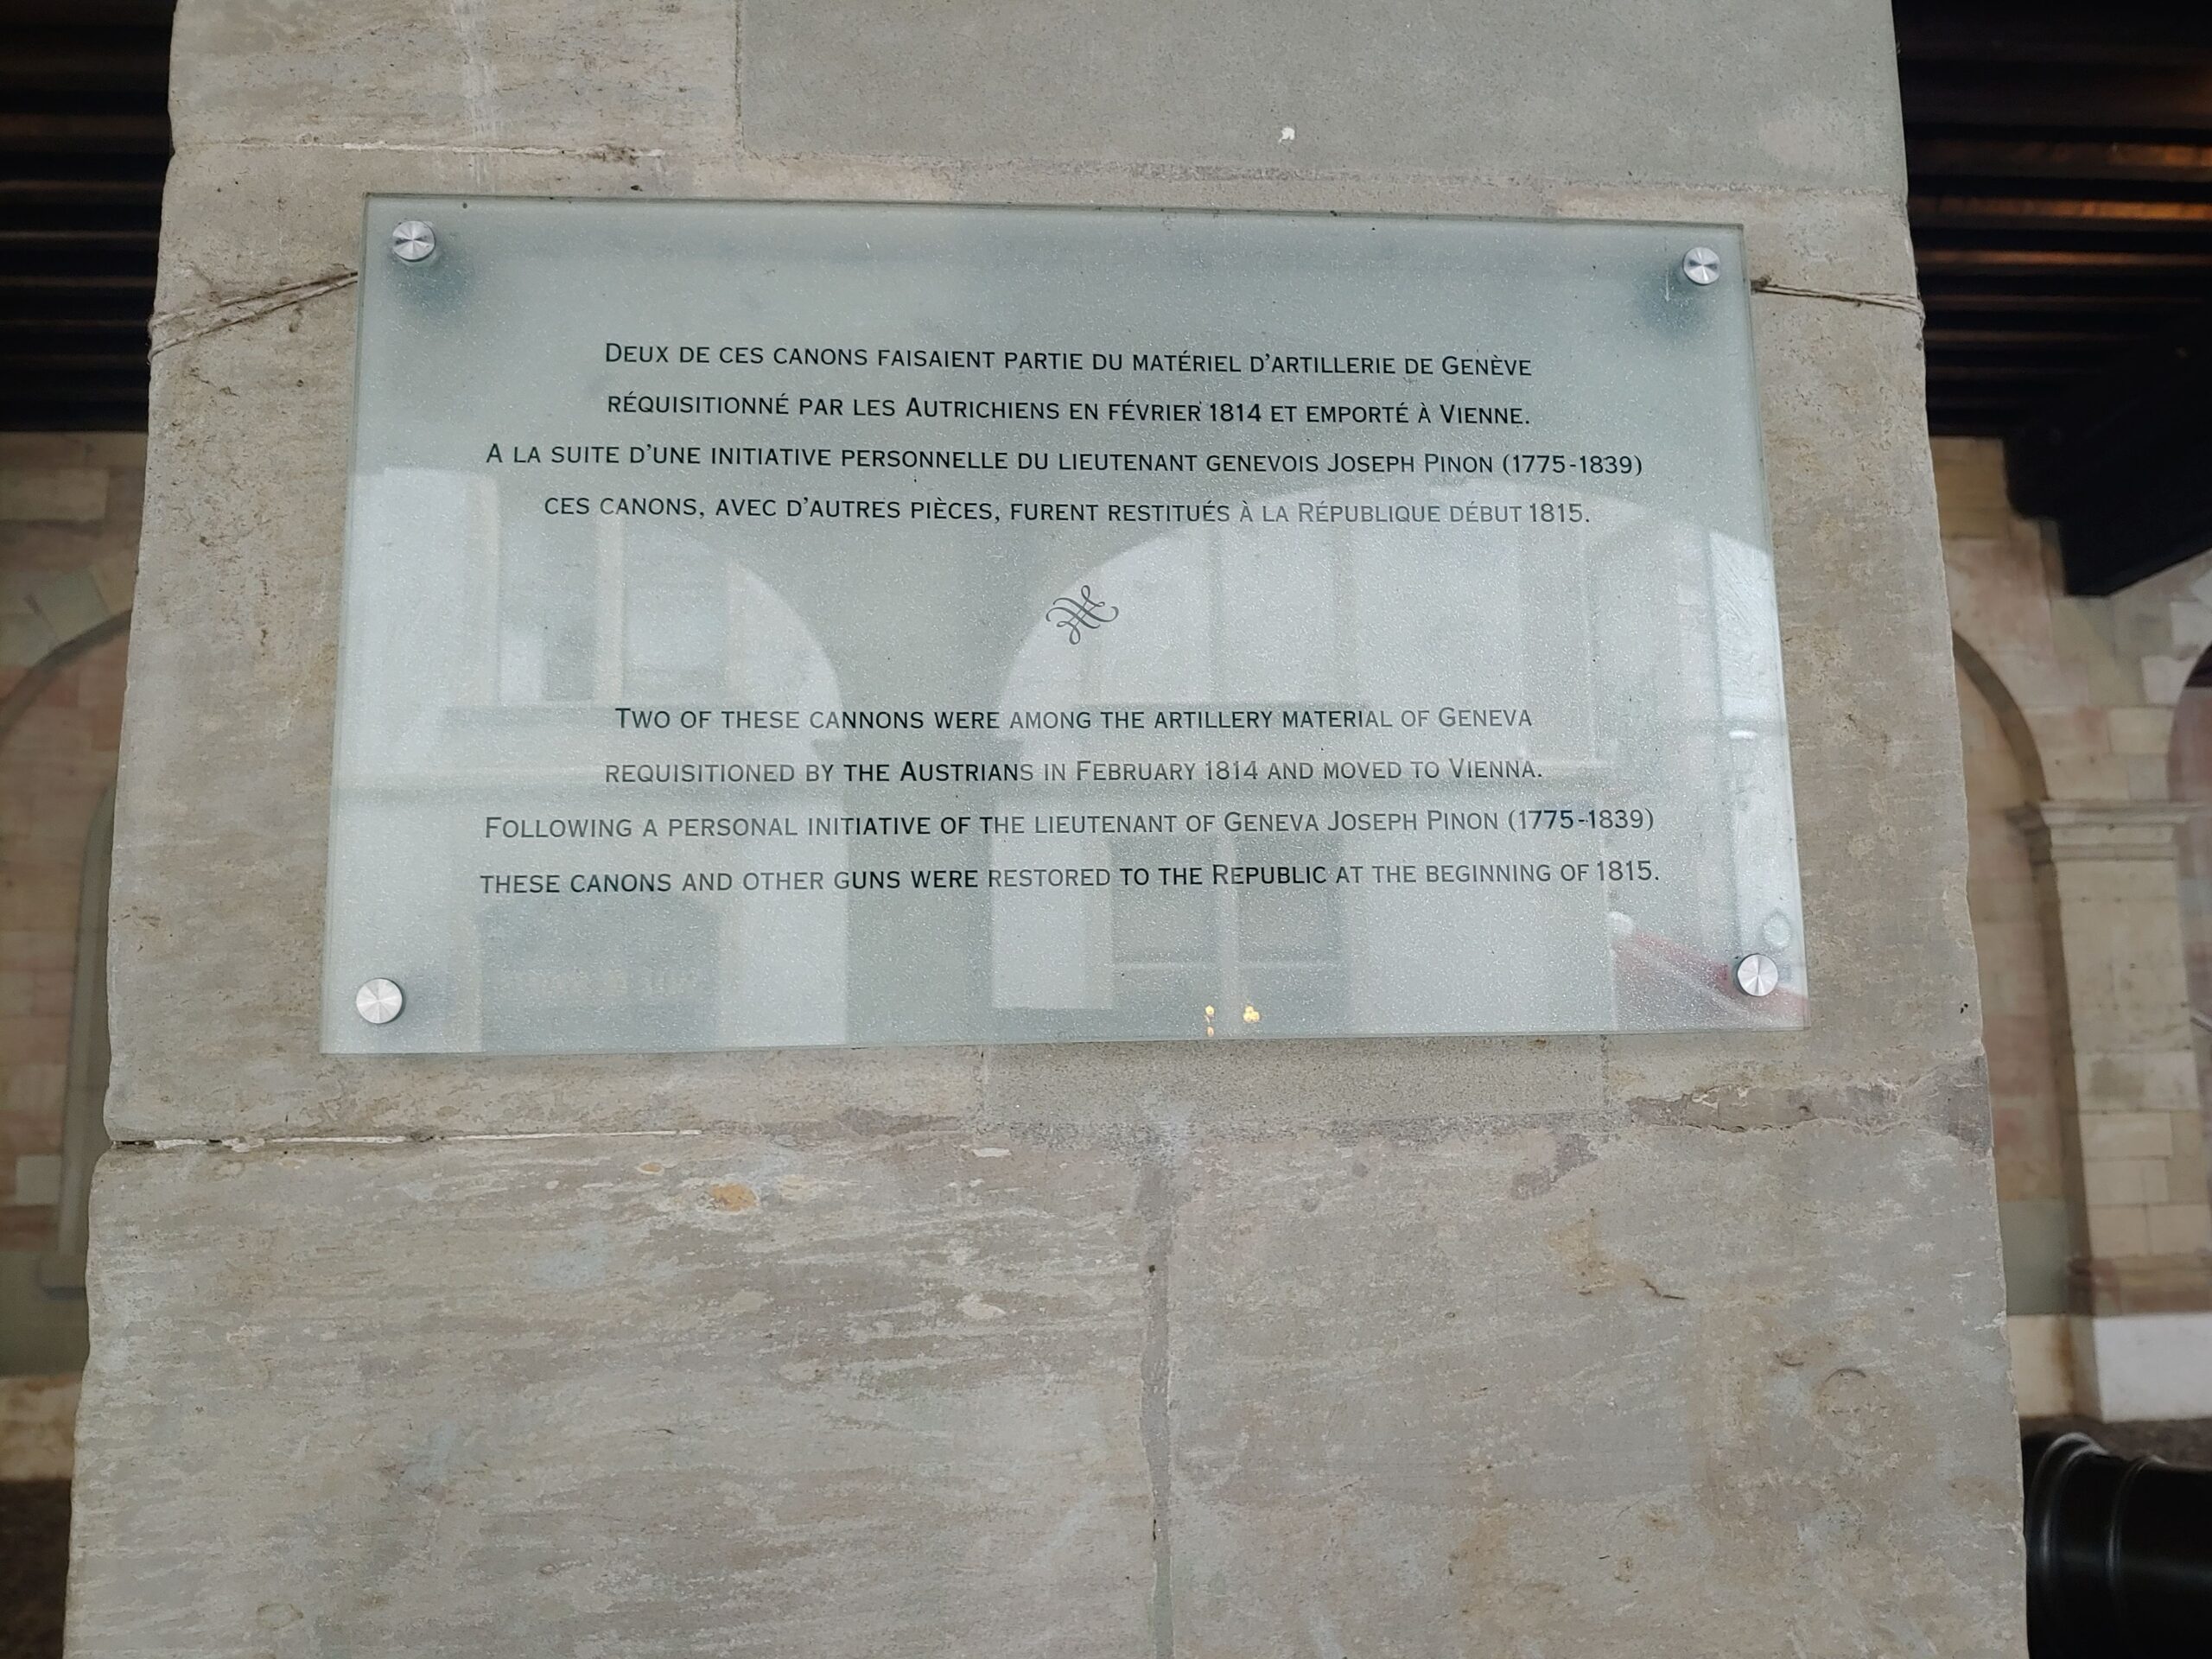 Deux de ces canons faisaient partie du matériel d'artillerie de Genève
réquisitionné par les Autrichiens en février 1814 et emporté à Vienne.
A la suite d'une initiative personnelle du lieutenant genevois Joseph Pinon (1775-1839)
ces canons, avec d'autres pièces, furent restitués à la République début 1815.
Two of these cannons were among the artillery material of Geneva
requisitioned by the Austrians in February 1814 and moved to Vienna.
Following a personal initiative of the lieutenant of Geneva Joseph Pinon (1775-1839)
these canons and other guns were restored to the Republic at the beginning of 1815.